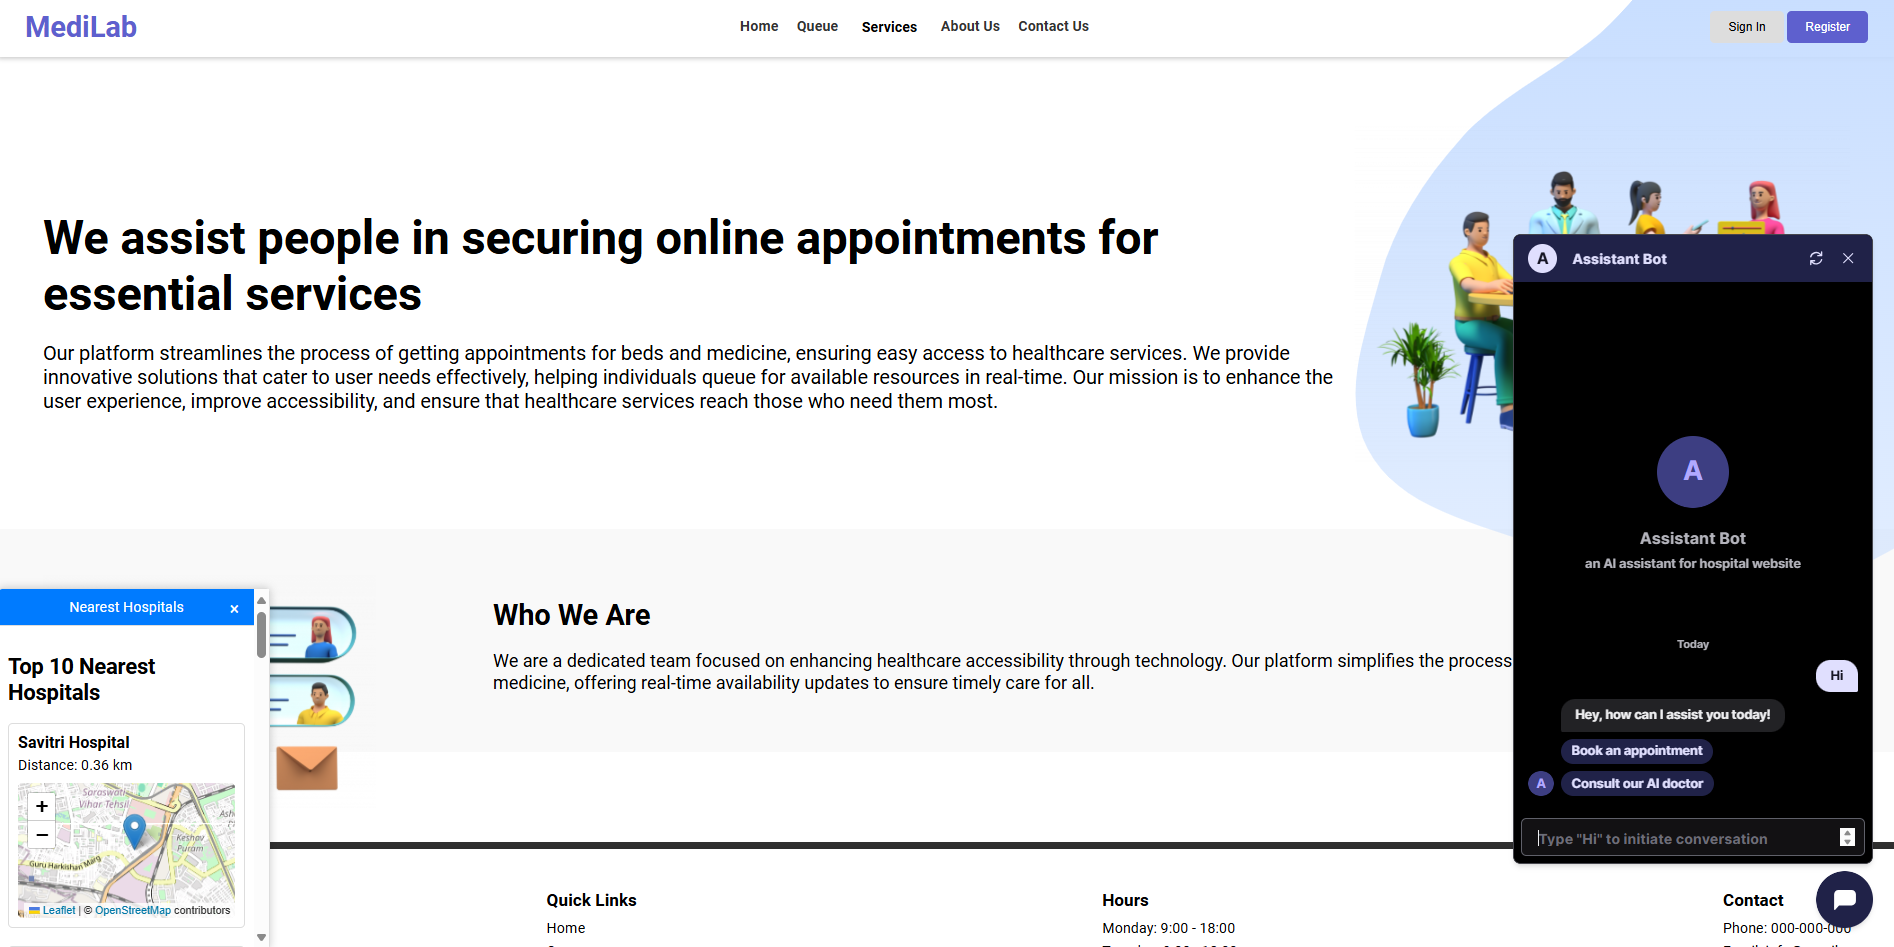 MediLab
Home
Queue
Services
About Us
Contact Us
Sign In
Register
We assist people in securing online appointments for
essential services
Our platform streamlines the process of getting appointments for beds and medicine, ensuring easy access to healthcare services. We provide
innovative solutions that cater to user needs effectively, helping individuals queue for available resources in real-time. Our mission is to enhance the
user experience, improve accessibility, and ensure that healthcare services reach those who need them most.
Who We Are
We are a dedicated team focused on enhancing healthcare accessibility through technology. Our platform simplifies the process
medicine, offering real-time availability updates to ensure timely care for all.
Nearest Hospitals
×
Top 10 Nearest
Hospitals
Savitri Hospital
Distance: 0.36 km
+
−
Saraswati
Vihar Tehsil
Keshav
Puram
Guru Harkishan Marg
Leaflet | © OpenStreetMap contributors
A
Assistant Bot
A
Assistant Bot
an AI assistant for hospital website
Today
Hi
Hey, how can I assist you today!
Book an appointment
A
Consult our AI doctor
Type "Hi" to initiate conversation
Quick Links
Home
Hours
Monday: 9:00 - 18:00
Contact
Phone: 000-000-000